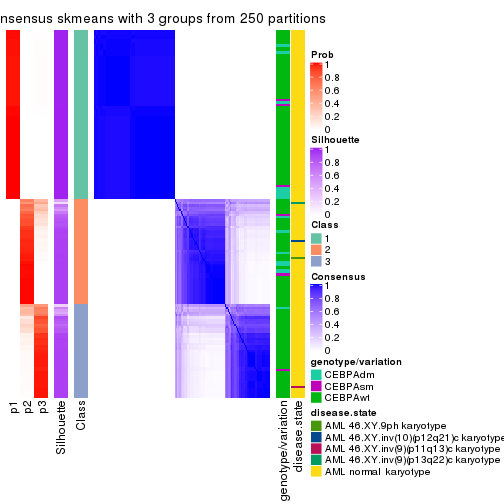 nsensus skmeans with 3 groups from 250 partitions
Prob
1
0.8
0.6
0.4
0.2
0
Silhouette
1
0.8
0.6
0.4
0.2
0
Class
1
2
3
Consensus
1
0.8
0.6
0.4
0.2
0
genotype/variation
CEBPAdm
CEBPAsm
CEBPAwt
disease.state
AML 46.XY.9ph karyotype
AML 46.XY.inv(10)(p12q21)c karyotype
AML 46.XY.inv(9)(p11q13)c karyotype
AML 46.XY.inv(9)(p13q22)c karyotype
AML normal karyotype
p1
p2
p3
Silhouette
Class
genotype/variation
disease.state